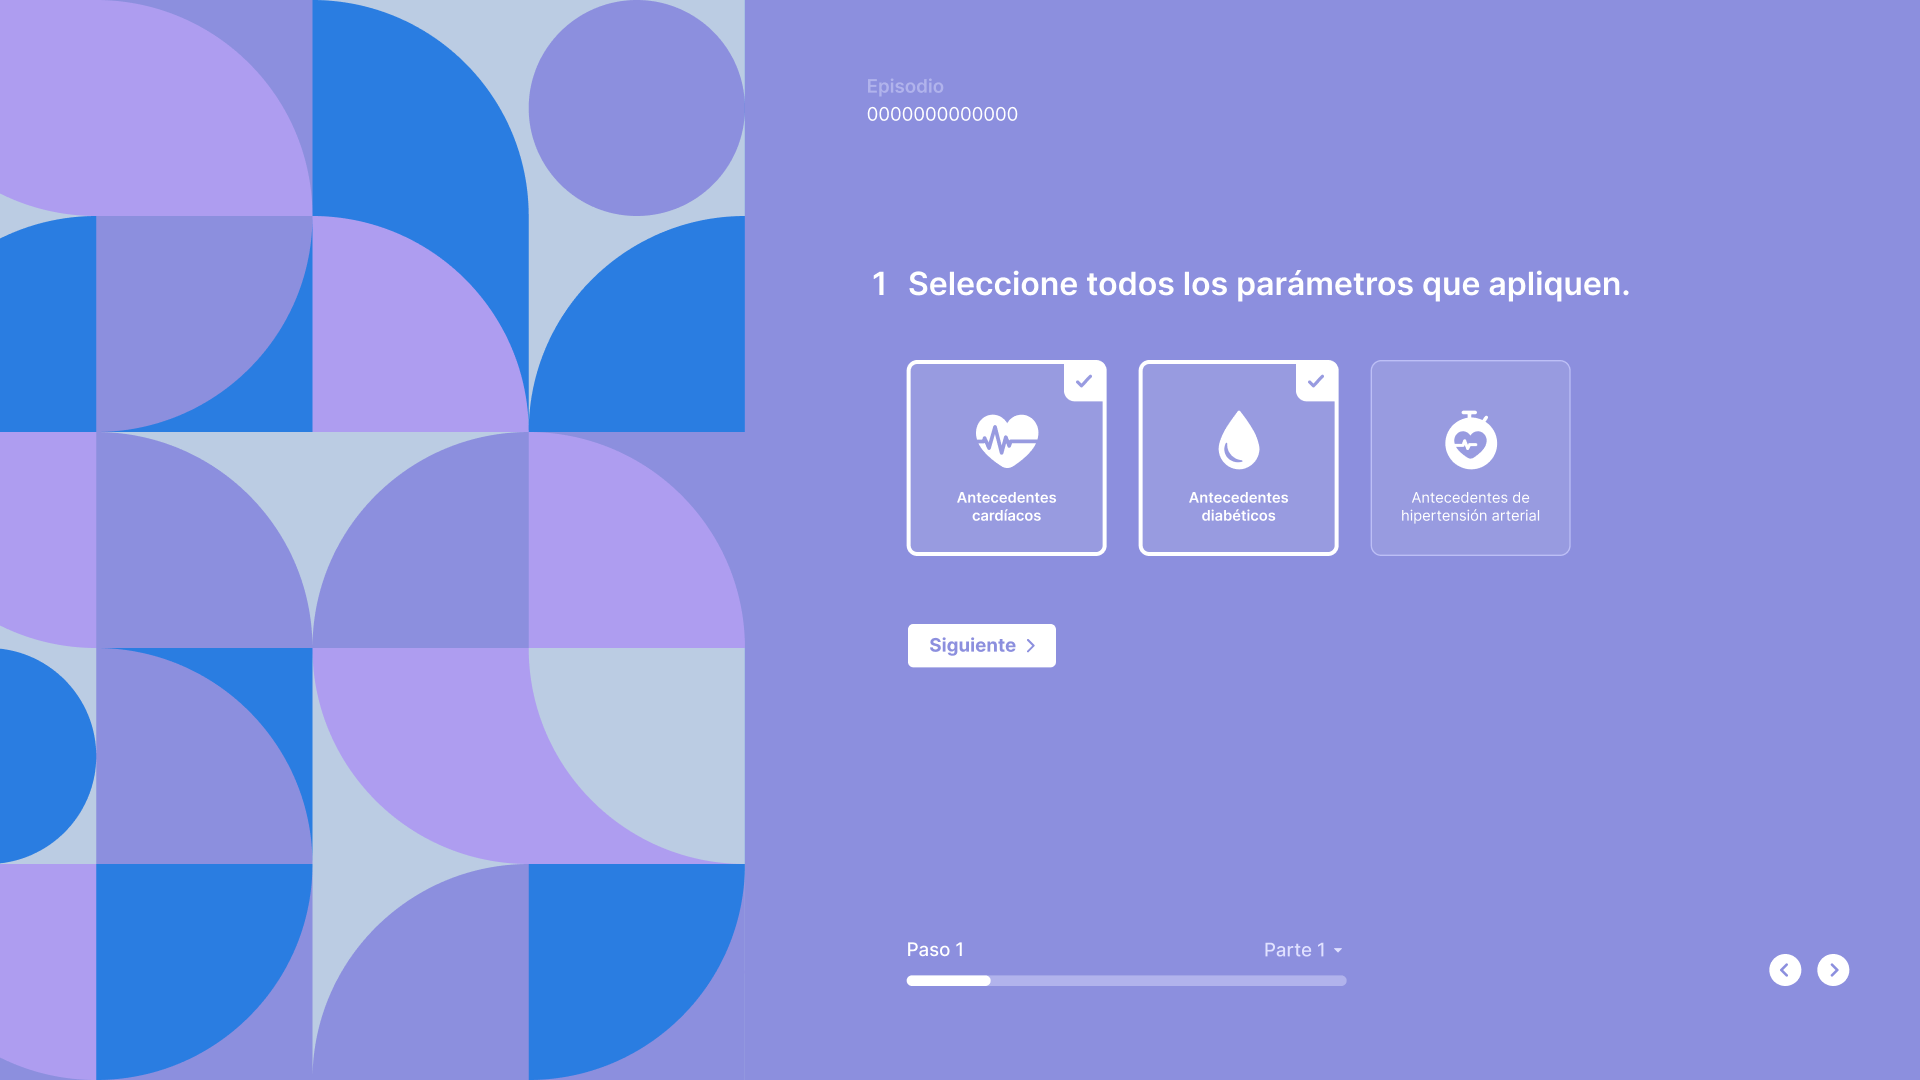 Episodio
0000000000000
1 Seleccione todos los parámetros que apliquen.
Antecedentes
cardíacos
Antecedentes
diabéticos
Antecedentes de
hipertensión arterial
Siguiente
Paso 1
Parte 1